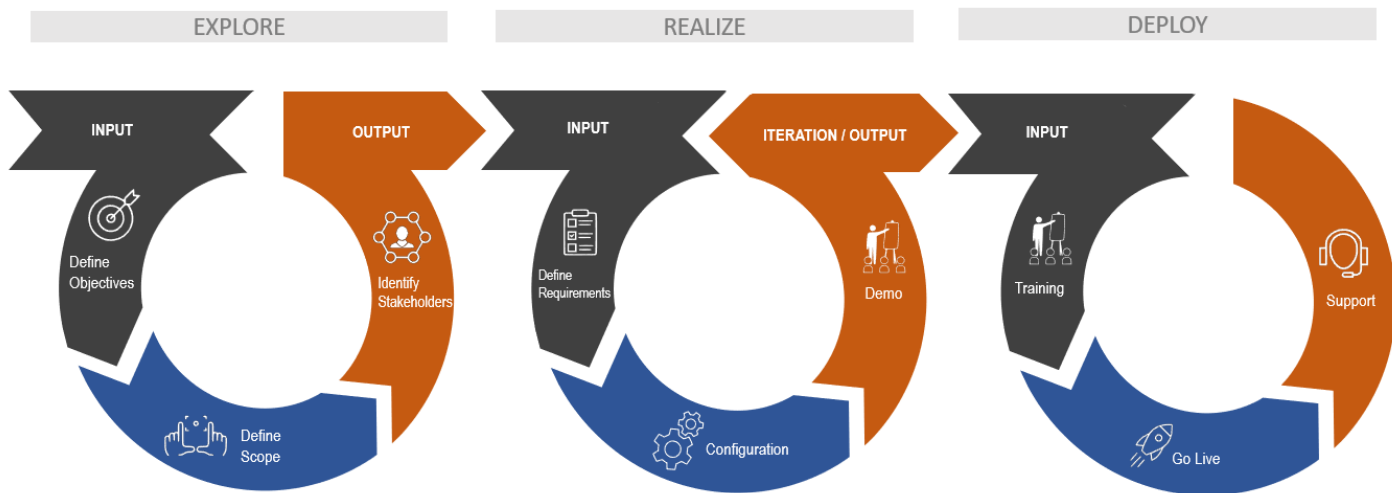 EXPLORE
REALIZE
DEPLOY
INPUT
OUTPUT
INPUT
ITERATION / OUTPUT
INPUT
Define
Objectives
Identify
Stakeholders
Define
Scope
Define
Requirements
Demo
Configuration
Training
Support
Go Live